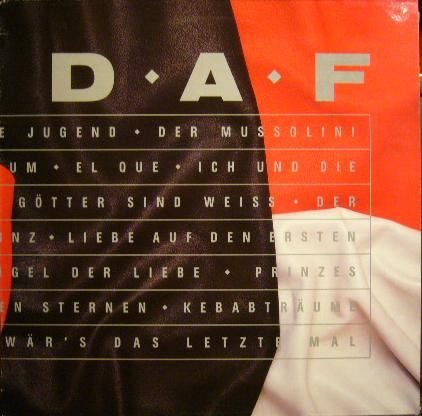 D • A • F
E JUGEND • DER MUSSOLINI
UM • EL QUE • ICH UND DIE
GÖTTER SIND WEISS • DER
NZ • LIEBE AUF DEN ERSTEN
GEL DER LIEBE • PRINZES
EN STERNEN • KEBABTRÄUME
WÄR'S DAS LETZTE MAL